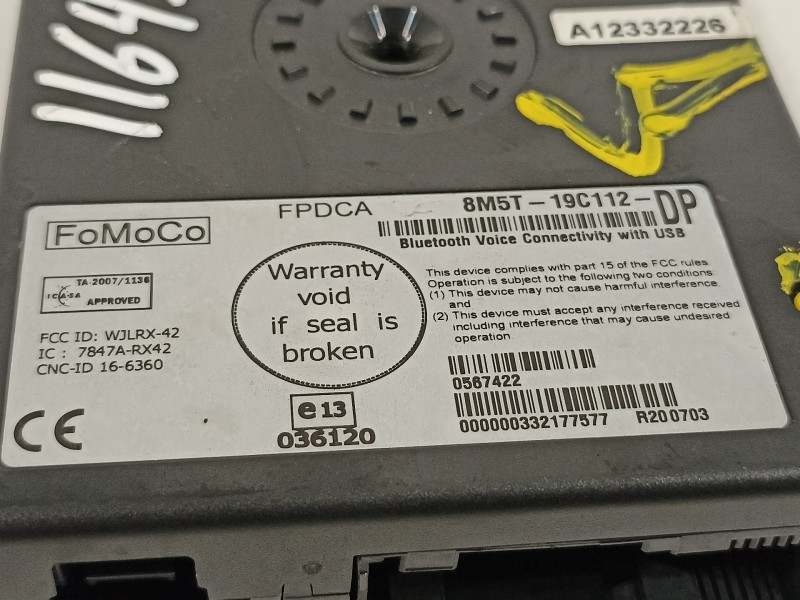 A12332226
FoMoCo
FPDCA
8M5T-19C112-DP
Bluetooth Voice Connectivity with USB
TA-2007/1136
ICASA
APPROVED
FCC ID: WJLRX-42
IC : 7847A-RX42
CNC-ID 16-6360
CE
Warranty
void
if seal is
broken
e13
036120
This device complies with part 15 of the FCC rules.
Operation is subject to the following two conditions:
(1) This device may not cause harmful interference,
and
(2) This device must accept any interference received
including interference that may cause undesired
operation.
0567422
000000332177577 R200703